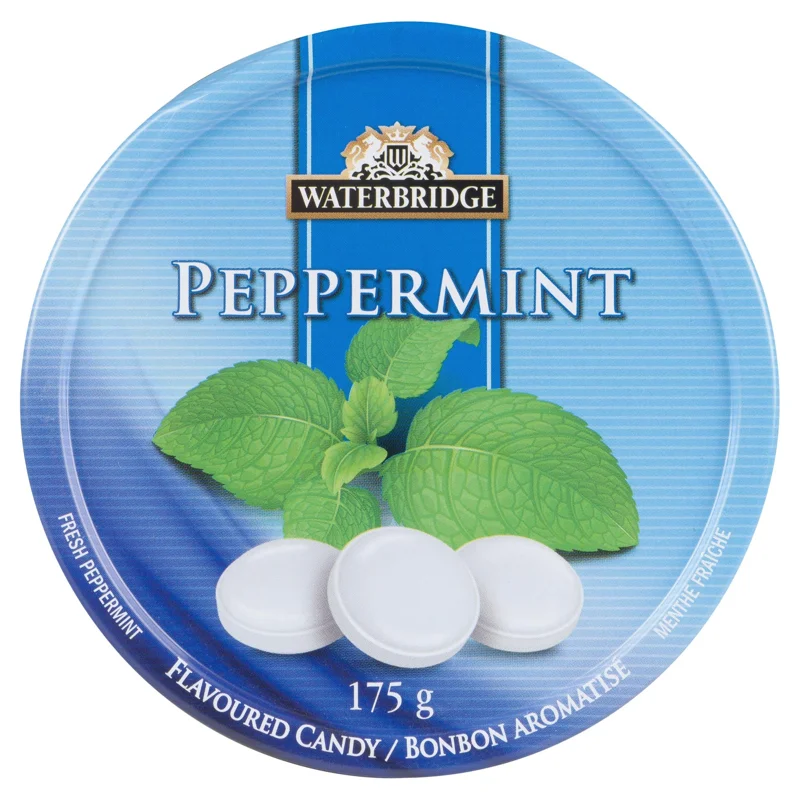 W
WATERBRIDGE
PEPPERMINT
FRESH PEPPERMINT
MENTHE FRAÎCHE
175 g
FLAVOURED CANDY / BONBON AROMATISÉ